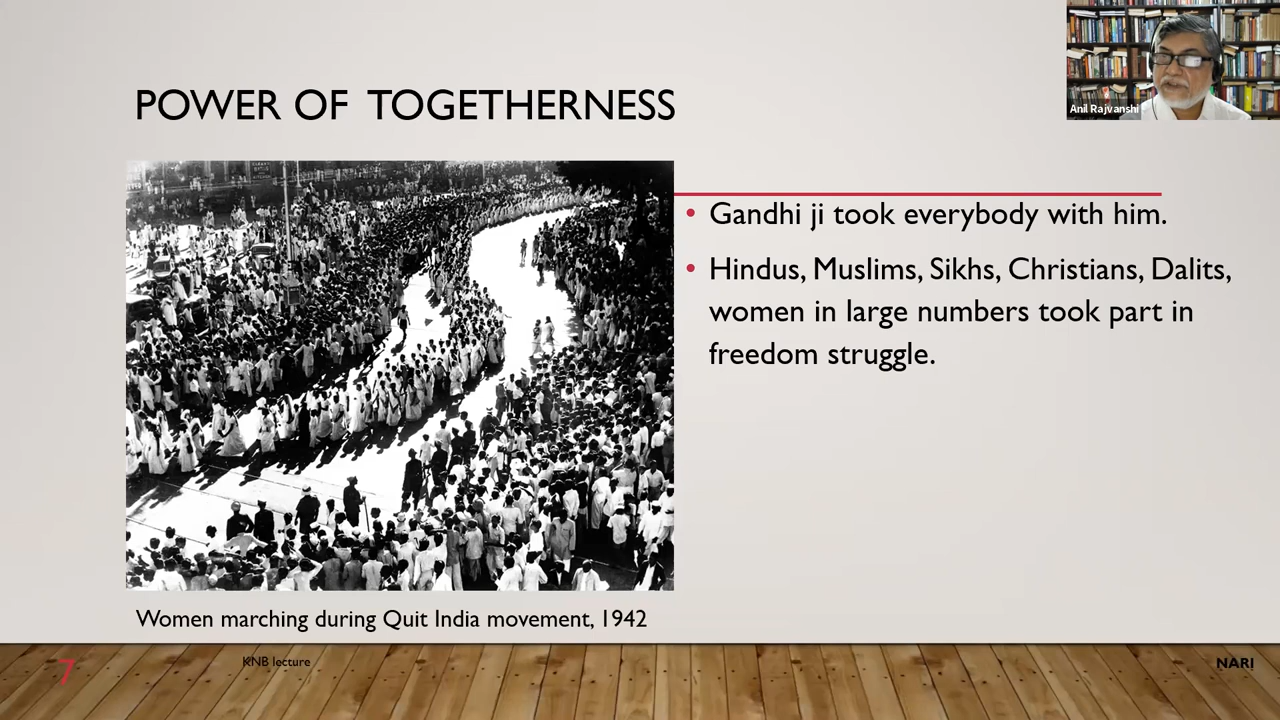 Anil Rajvanshi
POWER OF TOGETHERNESS
• Gandhi ji took everybody with him.
• Hindus, Muslims, Sikhs, Christians, Dalits,
women in large numbers took part in
freedom struggle.
Women marching during Quit India movement, 1942
7
KNB lecture
NARI